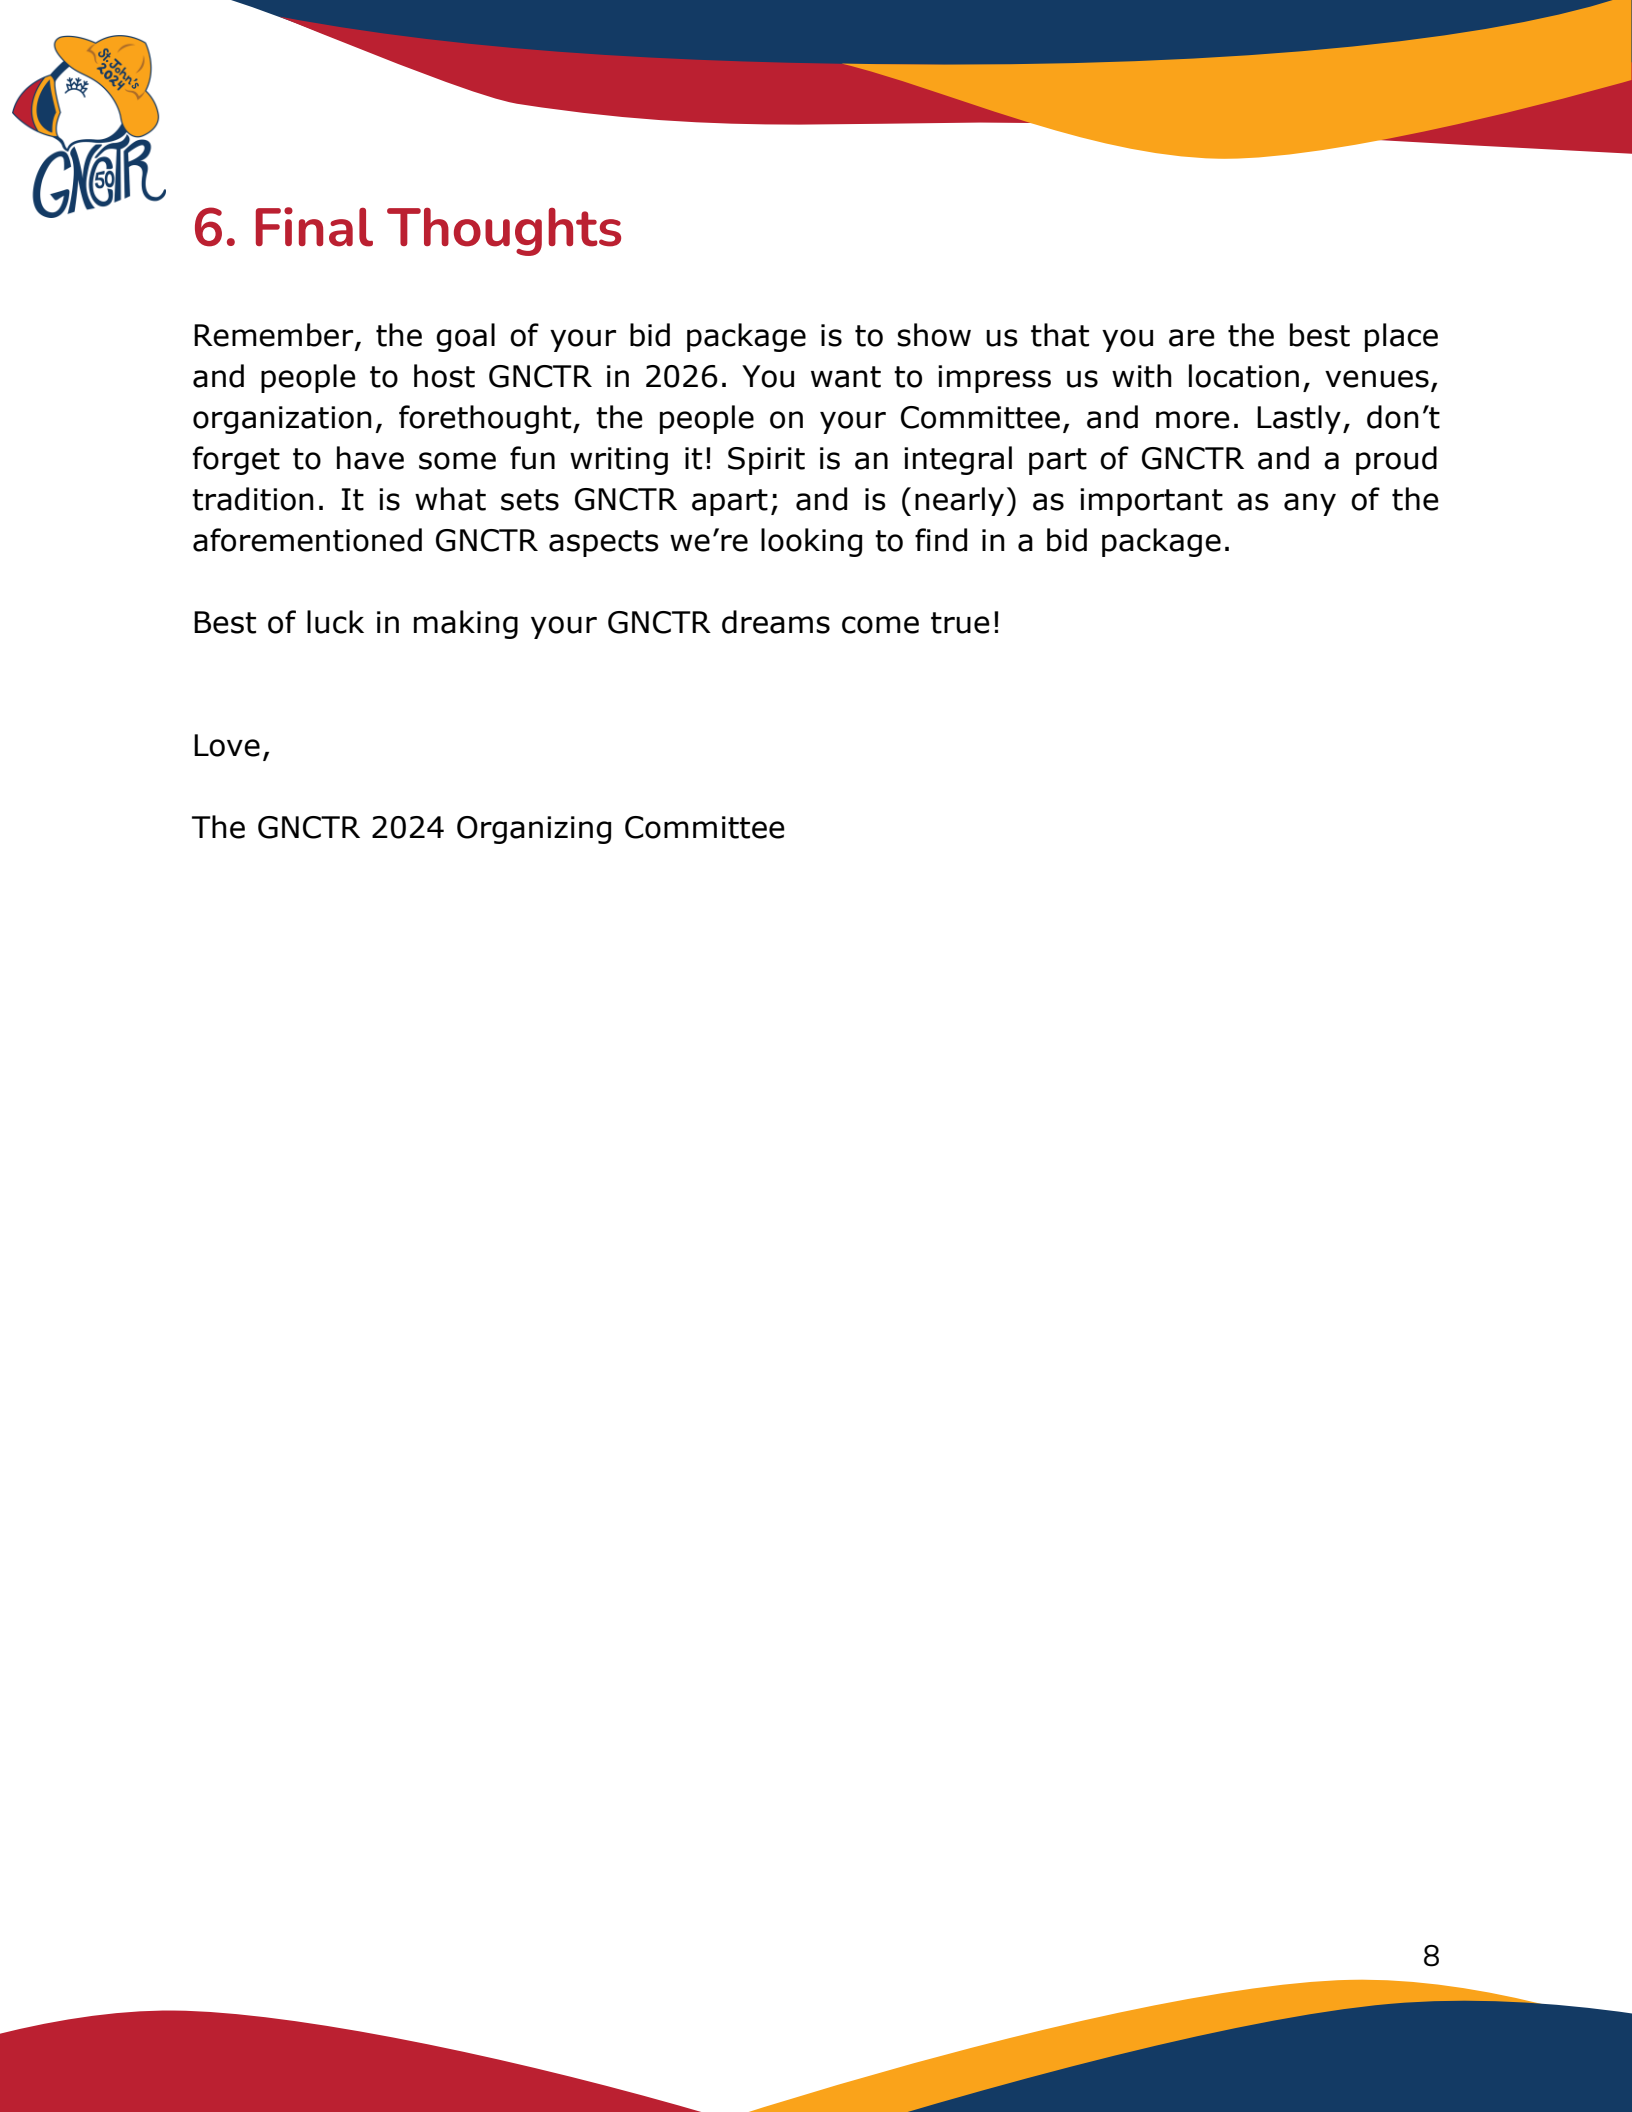 St. John's
2024
GNCTR
50
6. Final Thoughts
Remember, the goal of your bid package is to show us that you are the best place
and people to host GNCTR in 2026. You want to impress us with location, venues,
organization, forethought, the people on your Committee, and more. Lastly, don’t
forget to have some fun writing it! Spirit is an integral part of GNCTR and a proud
tradition. It is what sets GNCTR apart; and is (nearly) as important as any of the
aforementioned GNCTR aspects we’re looking to find in a bid package.
Best of luck in making your GNCTR dreams come true!
Love,
The GNCTR 2024 Organizing Committee
8